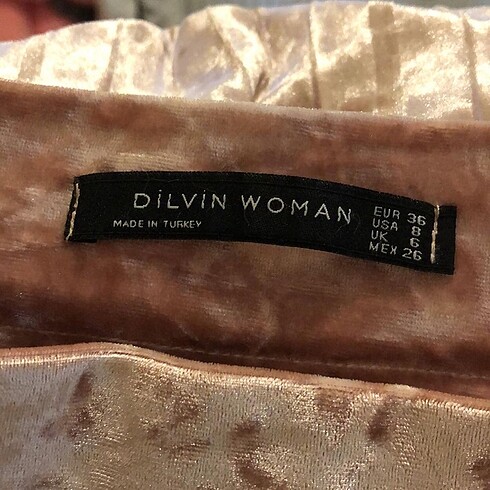 DİLVİN WOMAN
MADE IN TURKEY
EUR 36
USA 8
UK 6
MEX 26